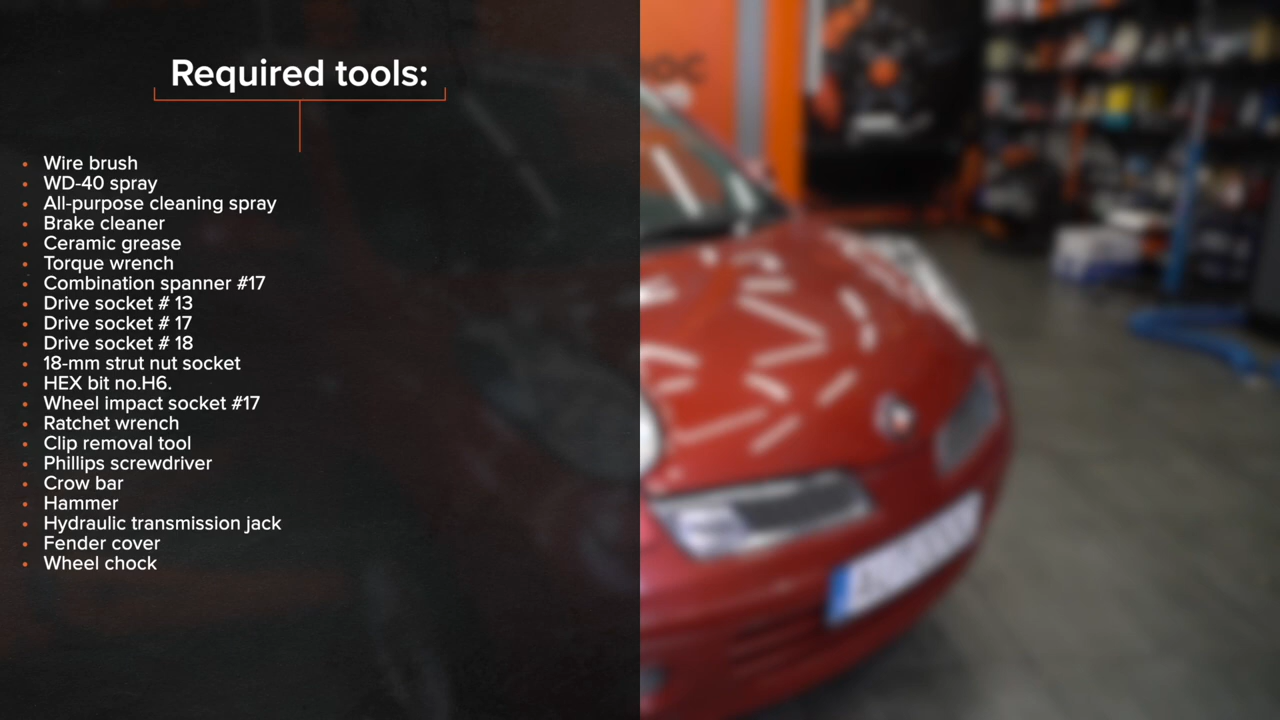 Required tools:
Wire brush
WD-40 spray
All-purpose cleaning spray
Brake cleaner
Ceramic grease
Torque wrench
Combination spanner #17
Drive socket # 13
Drive socket # 17
Drive socket # 18
18-mm strut nut socket
HEX bit no.H6.
Wheel impact socket #17
Ratchet wrench
Clip removal tool
Phillips screwdriver
Crow bar
Hammer
Hydraulic transmission jack
Fender cover
Wheel chock